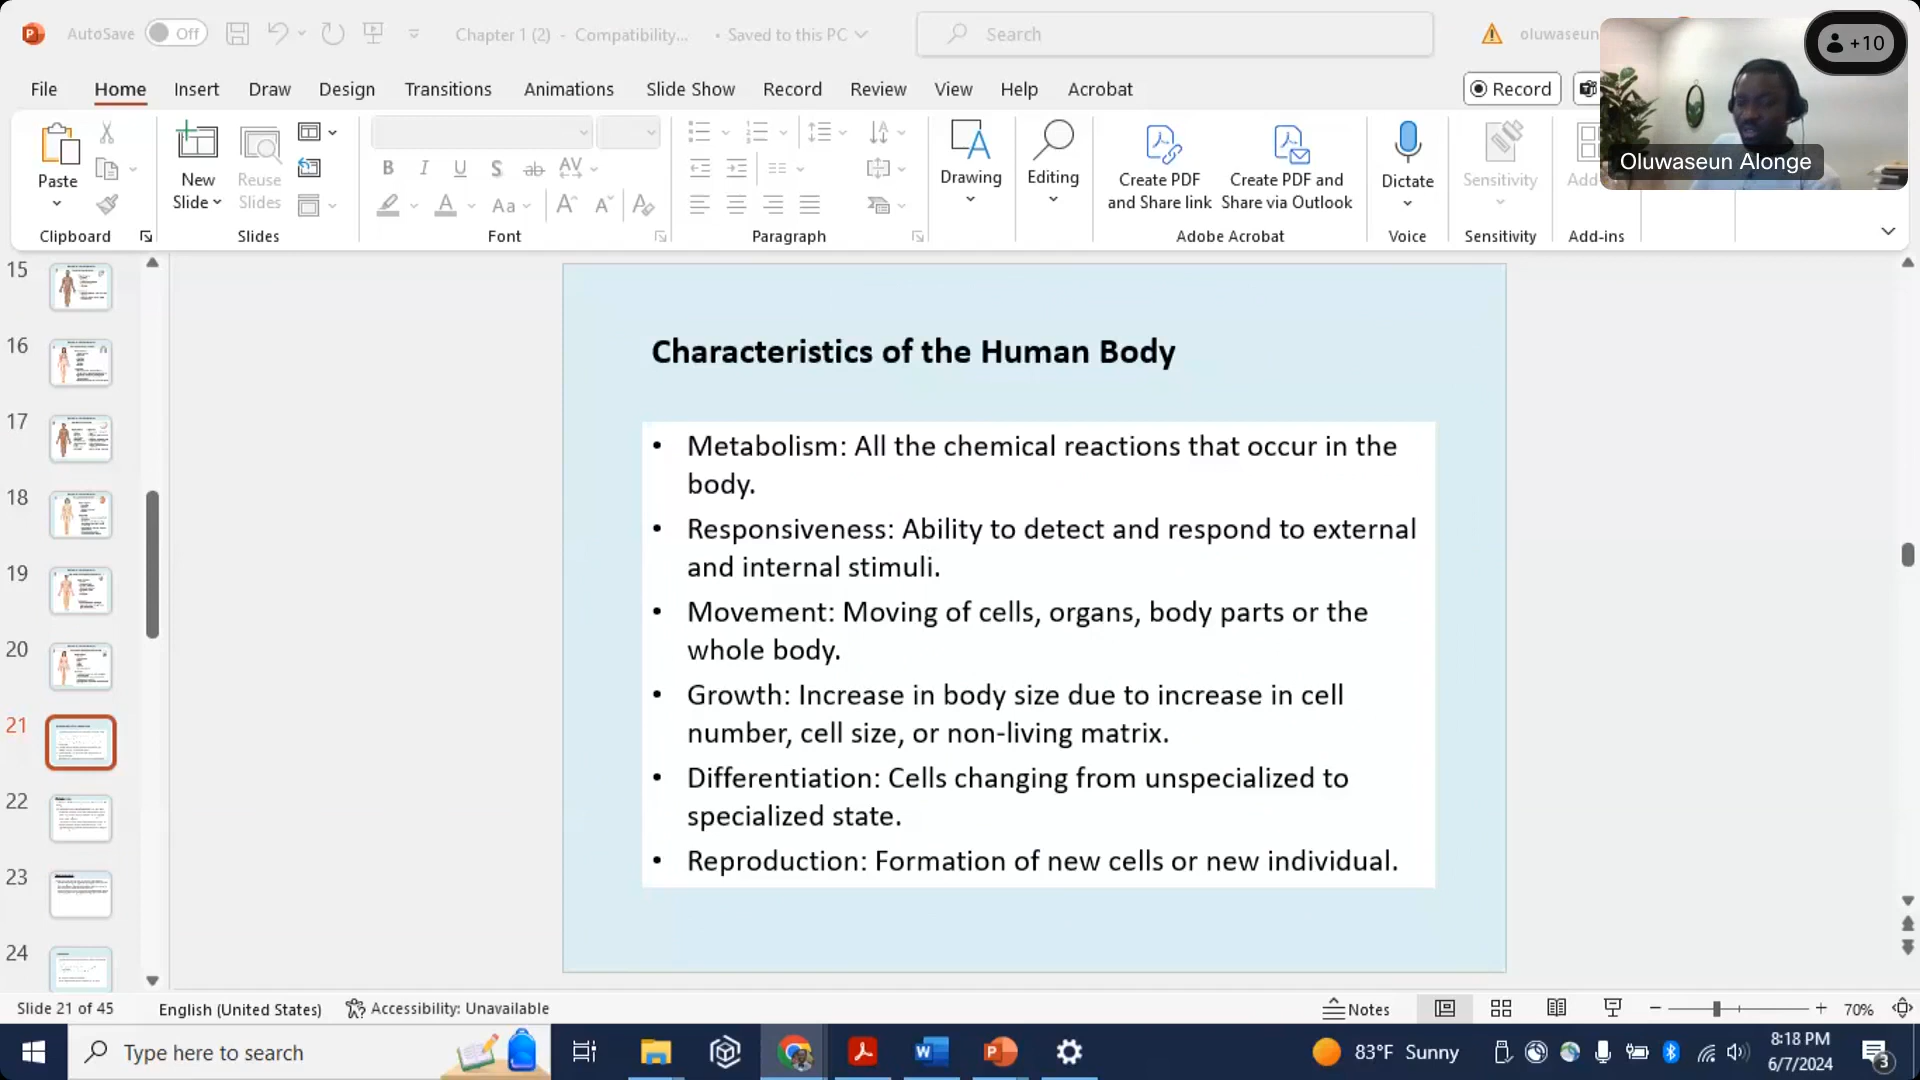 AutoSave Off Chapter 1 (2) - Compatibility... • Saved to this PC Search oluwaseun
+10
File Home Insert Draw Design Transitions Animations Slide Show Record Review View Help Acrobat Record
Oluwaseun Alonge
Paste New Slide Reuse Slides
B I U S ab AV A Aa A A
Drawing Editing Create PDF and Share link Create PDF and Share via Outlook Dictate Sensitivity Add
Clipboard Slides Font Paragraph Adobe Acrobat Voice Sensitivity Add-ins
15
16
17
18
19
20
21
22
23
24
Characteristics of the Human Body
• Metabolism: All the chemical reactions that occur in the
body.
• Responsiveness: Ability to detect and respond to external
and internal stimuli.
• Movement: Moving of cells, organs, body parts or the
whole body.
• Growth: Increase in body size due to increase in cell
number, cell size, or non-living matrix.
• Differentiation: Cells changing from unspecialized to
specialized state.
• Reproduction: Formation of new cells or new individual.
Slide 21 of 45 English (United States) Accessibility: Unavailable Notes 70%
Type here to search 83°F Sunny 8:18 PM
6/7/2024 3